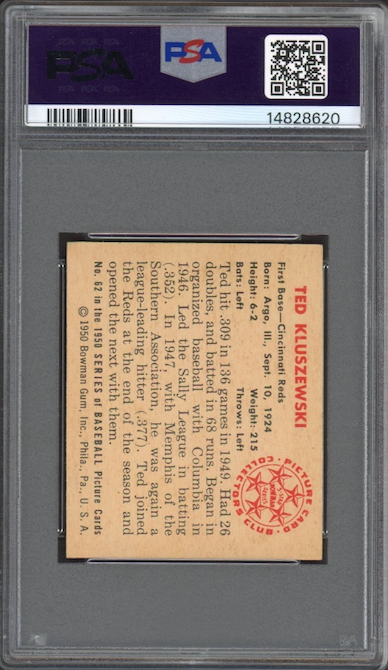 PSA
PSA
14828620
TED KLUSZEWSKI
First Base—Cincinnati Reds
Born: Argo, Ill., Sept. 10, 1924
Height: 6-2 Weight: 215
Bats: Left Throws: Left
Ted hit .309 in 136 games in 1949. Had 26
doubles, and batted in 68 runs. Began in
organized baseball with Columbia in
1946. Led the Sally League in batting
(.352). In 1947, with Memphis of the
Southern Association, he was again a
league-leading hitter (.377). Ted joined
the Reds at the end of the season and
opened the next with them.
No. 62 in the 1950 SERIES of BASEBALL Picture Cards
© 1950 Bowman Gum, Inc., Phila., Pa., U. S. A.
PICTURE CARD
COLLECTORS CLUB